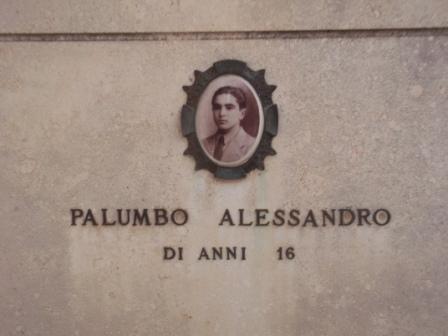 PALUMBO ALESSANDRO
DI ANNI 16